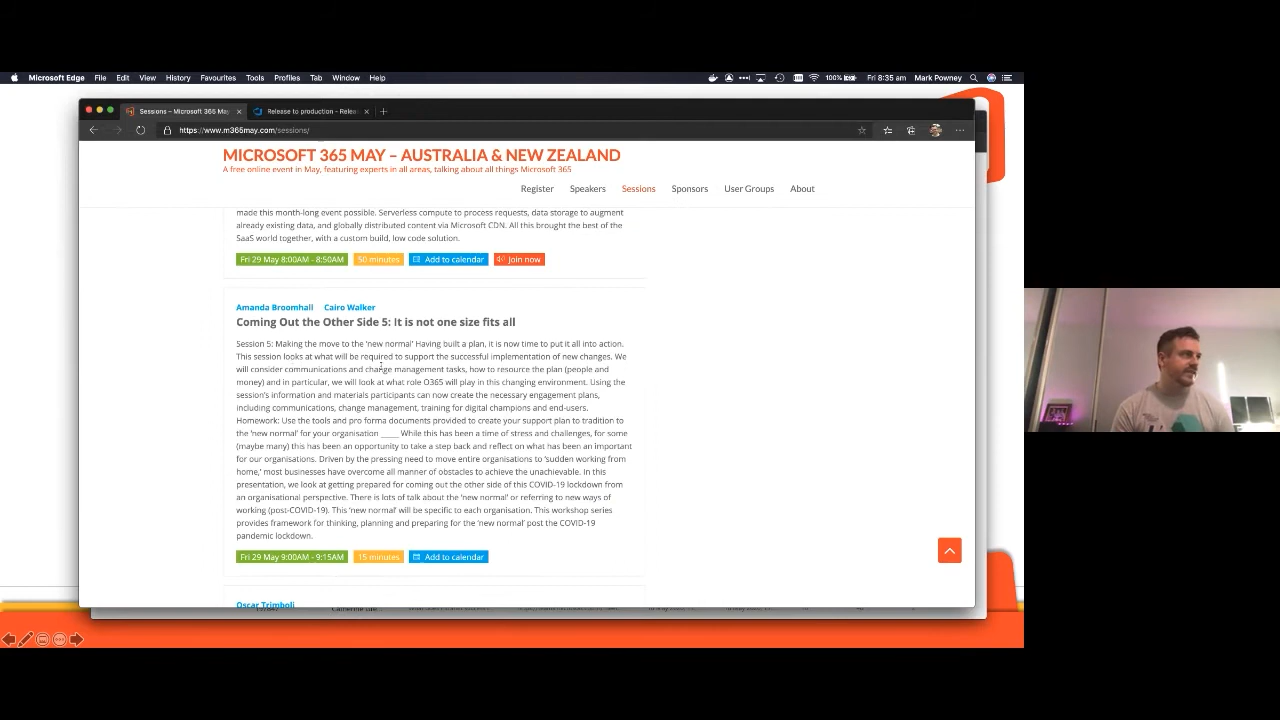 Microsoft Edge File Edit View History Favourites Tools Profiles Tab Window Help 100% Fri 8:35 am Mark Powney
Sessions – Microsoft 365 May
Release to production - Relea
https://www.m365may.com/sessions/
MICROSOFT 365 MAY – AUSTRALIA & NEW ZEALAND
A free online event in May, featuring experts in all areas, talking about all things Microsoft 365
Register Speakers Sessions Sponsors User Groups About
made this month-long event possible. Serverless compute to process requests, data storage to augment
already existing data, and globally distributed content via Microsoft CDN. All this brought the best of the
SaaS world together, with a custom build, low code solution.
Fri 29 May 8:00AM - 8:50AM 50 minutes Add to calendar Join now
Amanda Broomhall Cairo Walker
Coming Out the Other Side 5: It is not one size fits all
Session 5: Making the move to the ‘new normal’ Having built a plan, it is now time to put it all into action.
This session looks at what will be required to support the successful implementation of new changes. We
will consider communications and change management tasks, how to resource the plan (people and
money) and in particular, we will look at what role O365 will play in this changing environment. Using the
session’s information and materials participants can now create the necessary engagement plans,
including communications, change management, training for digital champions and end-users.
Homework: Use the tools and pro forma documents provided to create your support plan to tradition to
the ‘new normal’ for your organisation _____ While this has been a time of stress and challenges, for some
(maybe many) this has been an opportunity to take a step back and reflect on what has been an important
for our organisations. Driven by the pressing need to move entire organisations to ‘sudden working from
home,’ most businesses have overcome all manner of obstacles to achieve the unachievable. In this
presentation, we look at getting prepared for coming out the other side of this COVID-19 lockdown from
an organisational perspective. There is lots of talk about the ‘new normal’ or referring to new ways of
working (post-COVID-19). This ‘new normal’ will be specific to each organisation. This workshop series
provides framework for thinking, planning and preparing for the ‘new normal’ post the COVID-19
pandemic lockdown.
Fri 29 May 9:00AM - 9:15AM 15 minutes Add to calendar
Oscar Trimboli